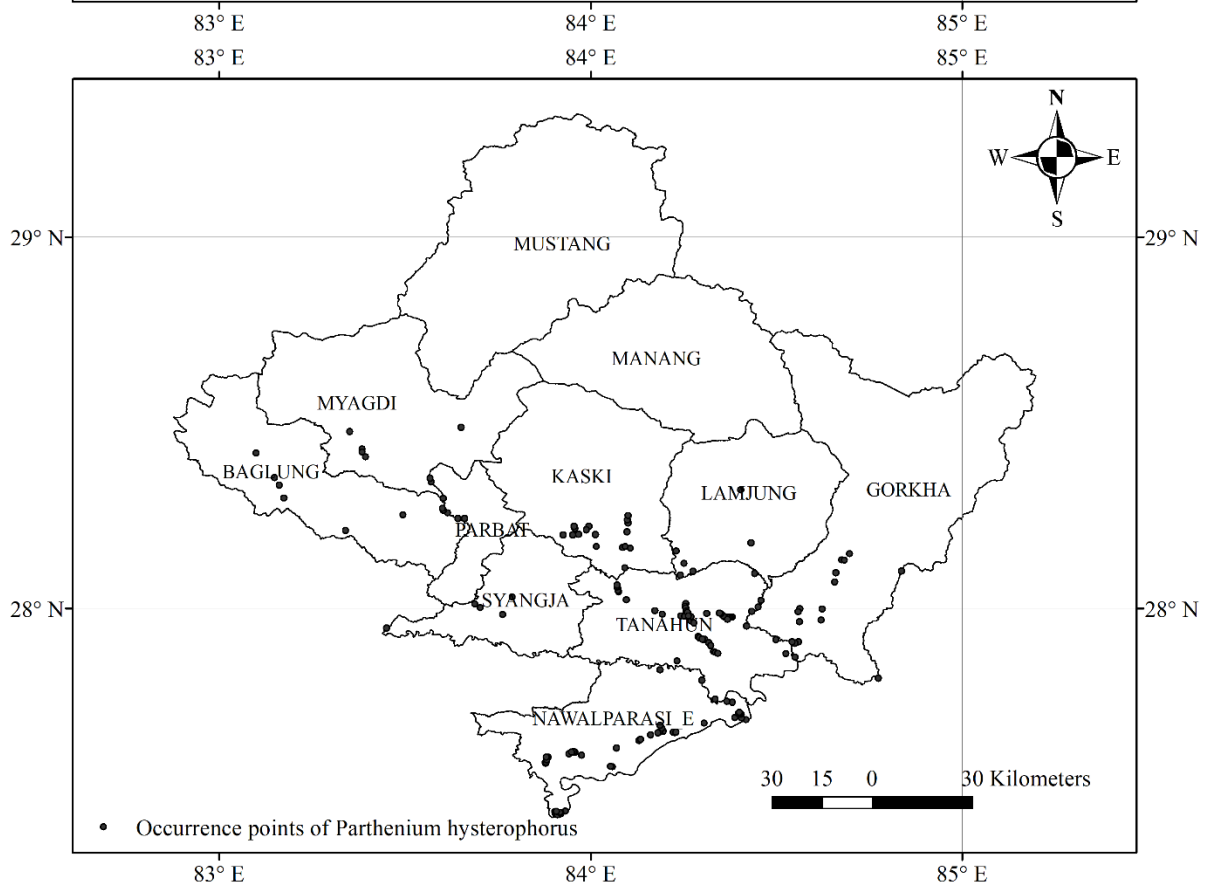 83° E 84° E 85° E
83° E 84° E 85° E
N
W E
S
29° N 29° N
MUSTANG
MANANG
MYAGDI
BAGLUNG
KASKI
LAMJUNG
GORKHA
PARBAT
SYANGJA
28° N 28° N
TANAHUN
NAWALPARASI E
30 15 0 30 Kilometers
Occurrence points of Parthenium hysterophorus
83° E 84° E 85° E